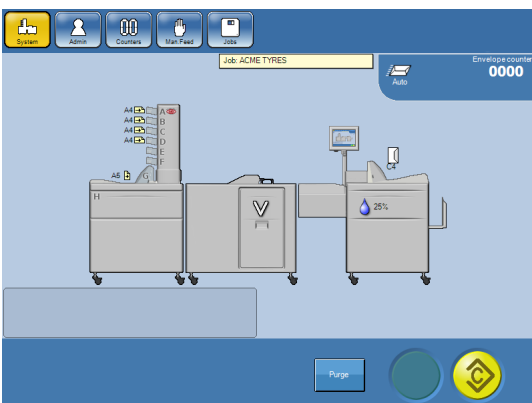 System
Admin
Counters
Man Feed
Jobs
Job: ACME TYRES
Envelope counter
0000
Auto
A4 A
A4 B
A4 C
A4 D
E
F
A5 G
H
C4
25%
Purge
C